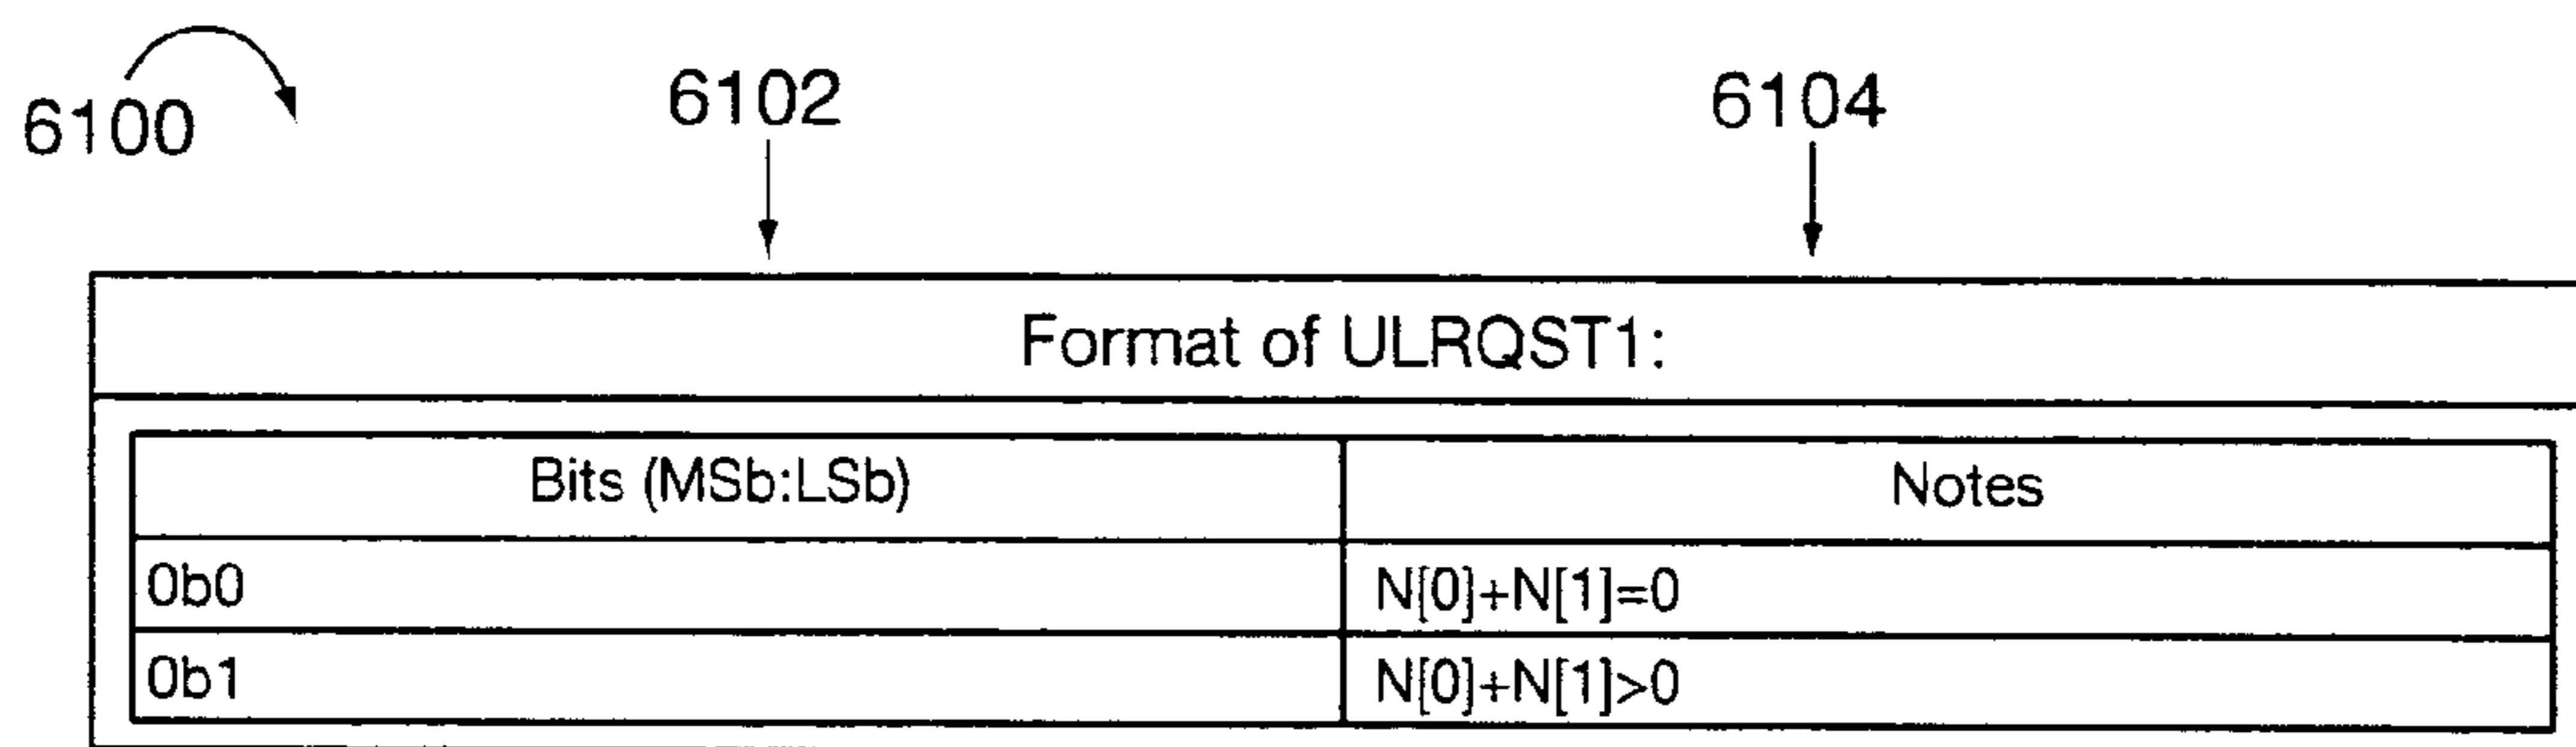 6100 6102 6104
Format of ULRQST1:
Bits (MSb:LSb) Notes
0b0 N[0]+N[1]=0
0b1 N[0]+N[1]>0